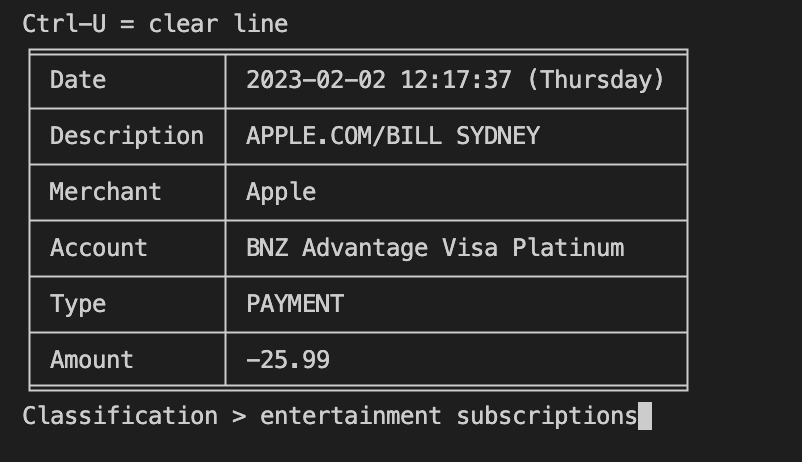 Ctrl-U = clear line
Date 2023-02-02 12:17:37 (Thursday)
Description APPLE.COM/BILL SYDNEY
Merchant Apple
Account BNZ Advantage Visa Platinum
Type PAYMENT
Amount -25.99
Classification > entertainment subscriptions